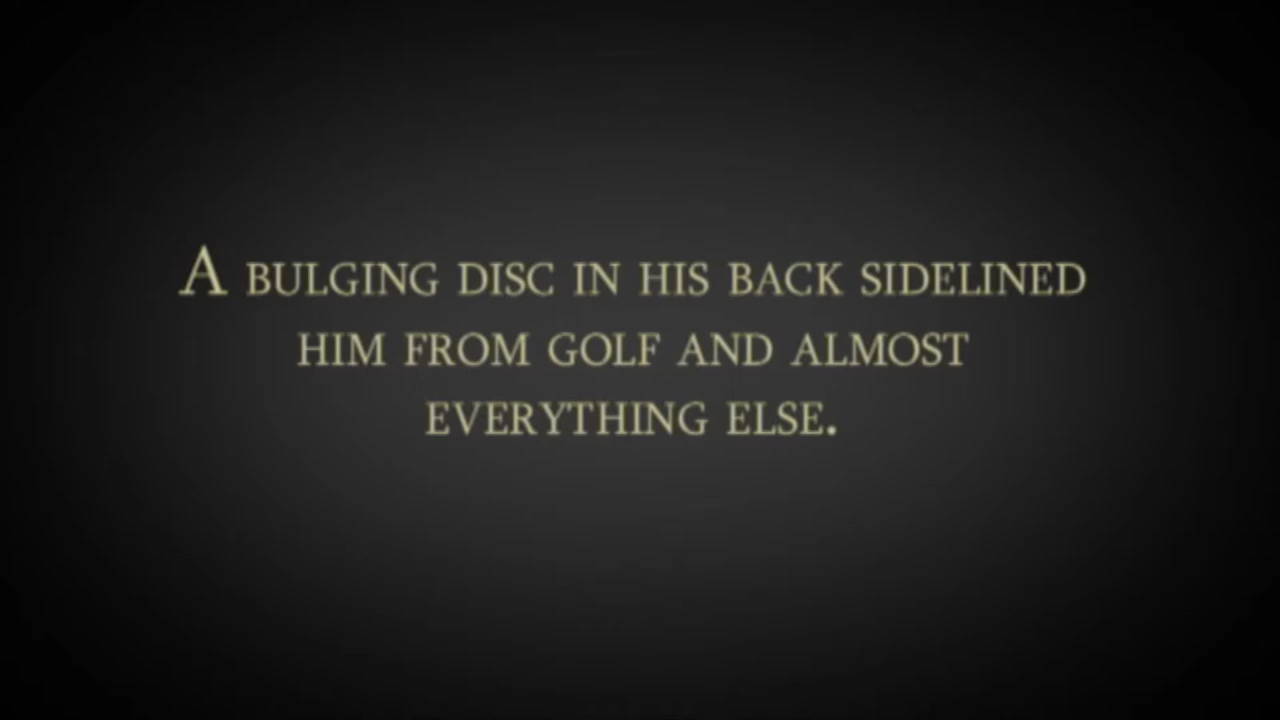 A BULGING DISC IN HIS BACK SIDELINED
HIM FROM GOLF AND ALMOST
EVERYTHING ELSE.